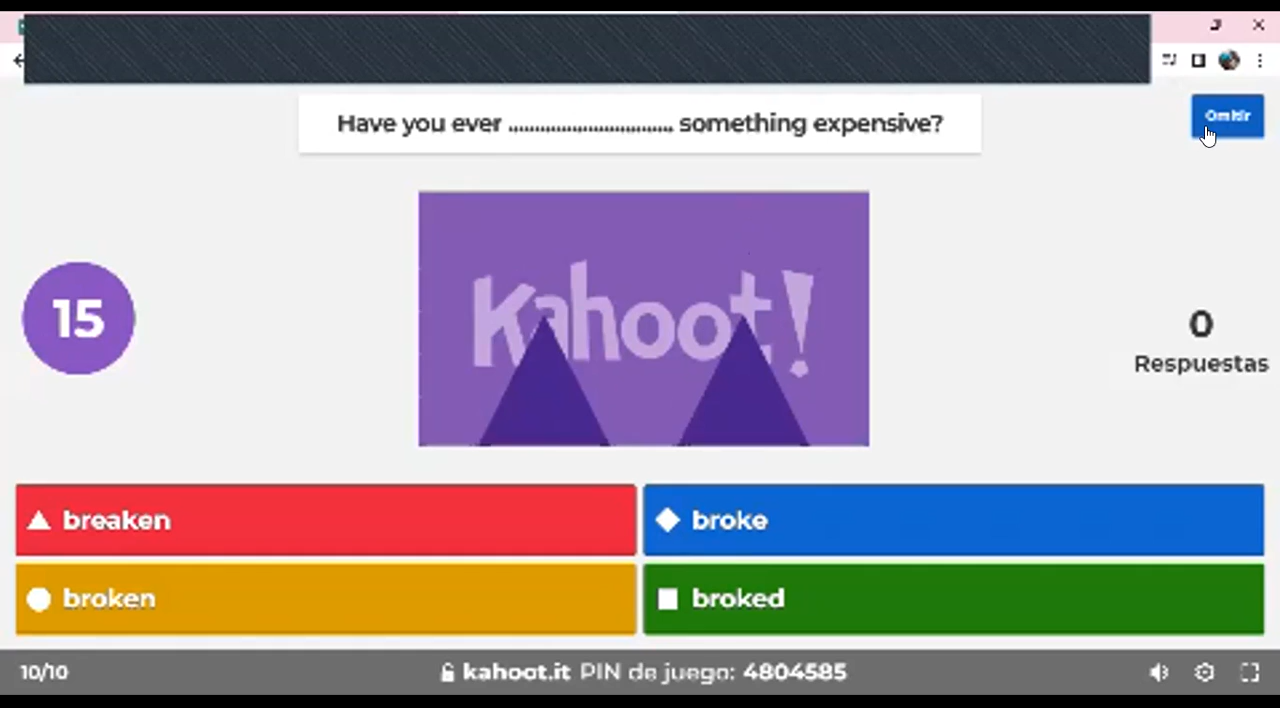 Have you ever ................................ something expensive?
Omitir
Kahoot!
15
0
Respuestas
breaken
broke
broken
broked
10/10
kahoot.it PIN de juego: 4804585